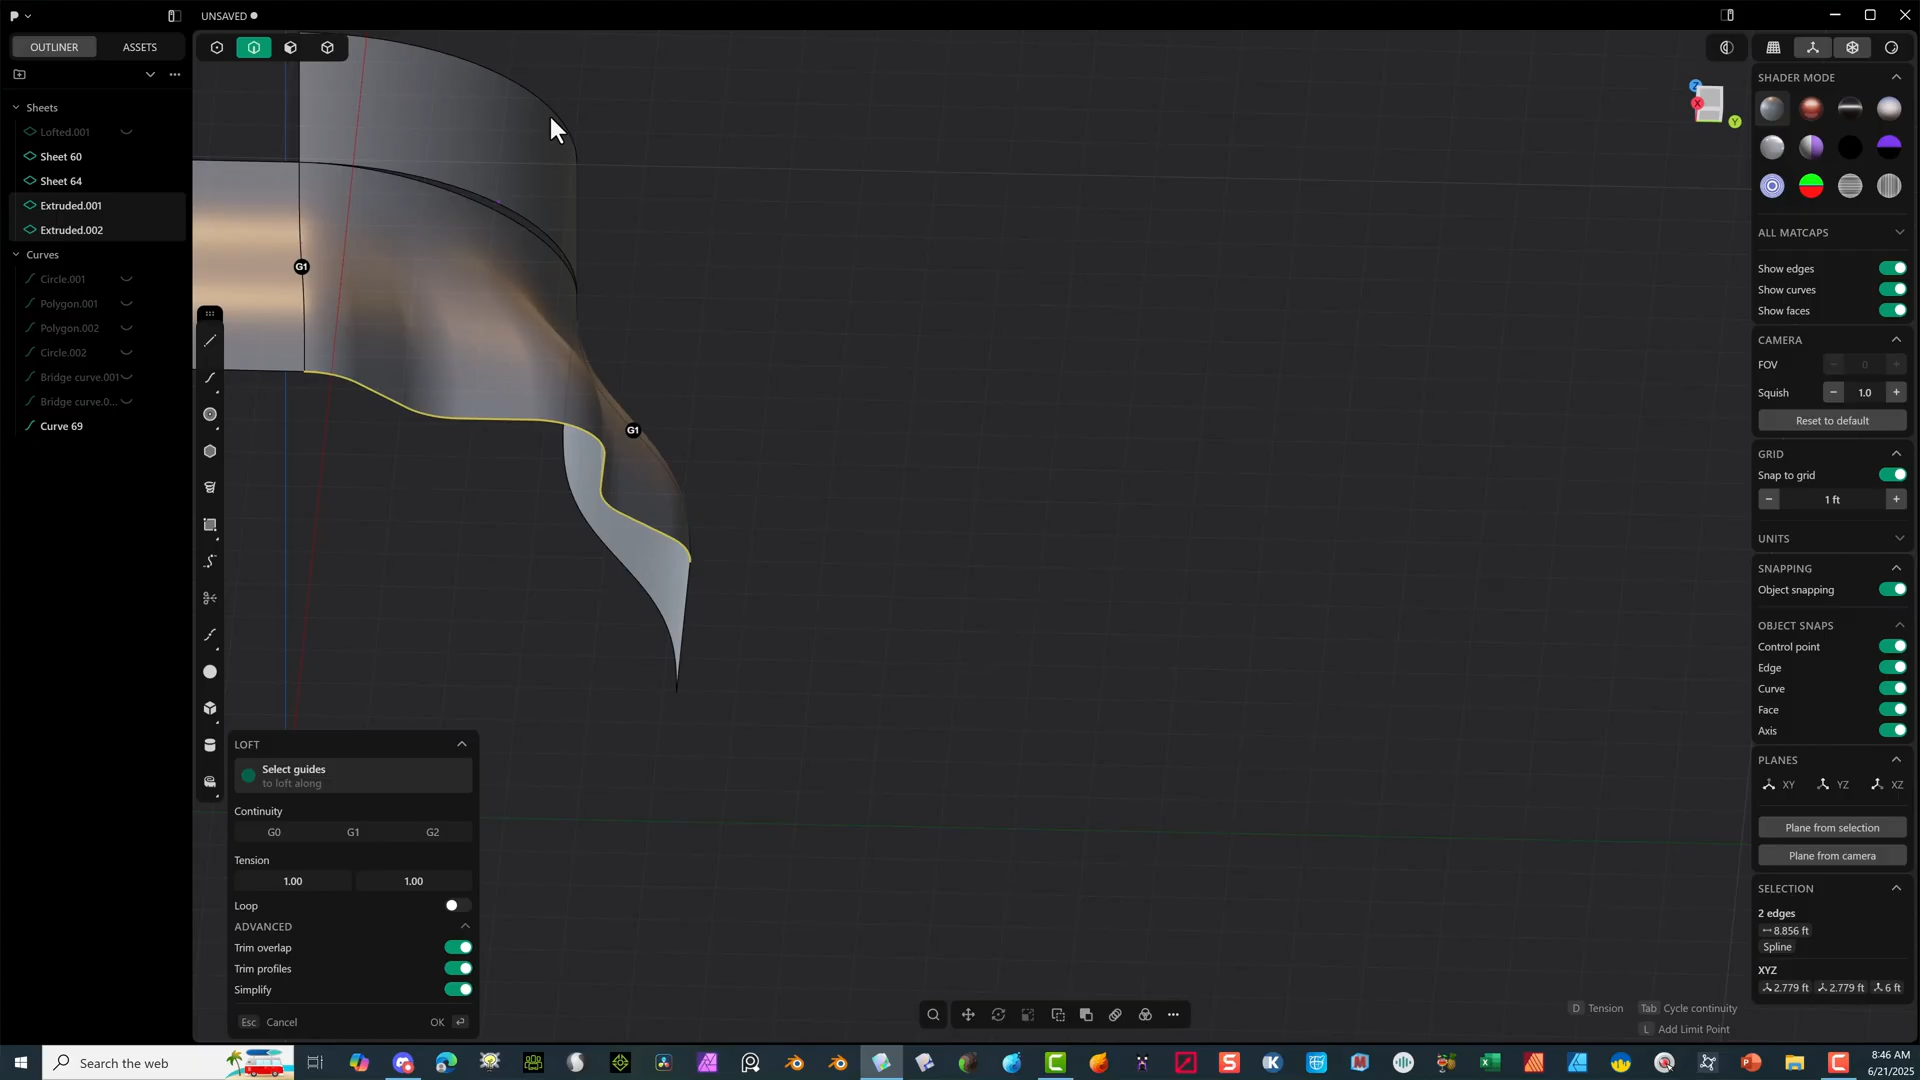 UNSAVED
OUTLINER
ASSETS
Sheets
Lofted.001
Sheet 60
Sheet 64
Extruded.001
Extruded.002
Curves
Circle.001
Polygon.001
Polygon.002
Circle.002
Bridge curve.001
Bridge curve.0...
Curve 69
G1
G1
Z
X
Y
LOFT
Select guides
to loft along
Continuity
G0 G1 G2
Tension
1.00 1.00
Loop
ADVANCED
Trim overlap
Trim profiles
Simplify
Esc Cancel OK
D Tension Tab Cycle continuity
L Add Limit Point
SHADER MODE
ALL MATCAPS
Show edges
Show curves
Show faces
CAMERA
FOV 0
Squish 1.0
Reset to default
GRID
Snap to grid
1 ft
UNITS
SNAPPING
Object snapping
OBJECT SNAPS
Control point
Edge
Curve
Face
Axis
PLANES
XY YZ XZ
Plane from selection
Plane from camera
SELECTION
2 edges
8.856 ft
Spline
XYZ
2.779 ft 2.779 ft 6 ft
Search the web
8:46 AM
6/21/2025